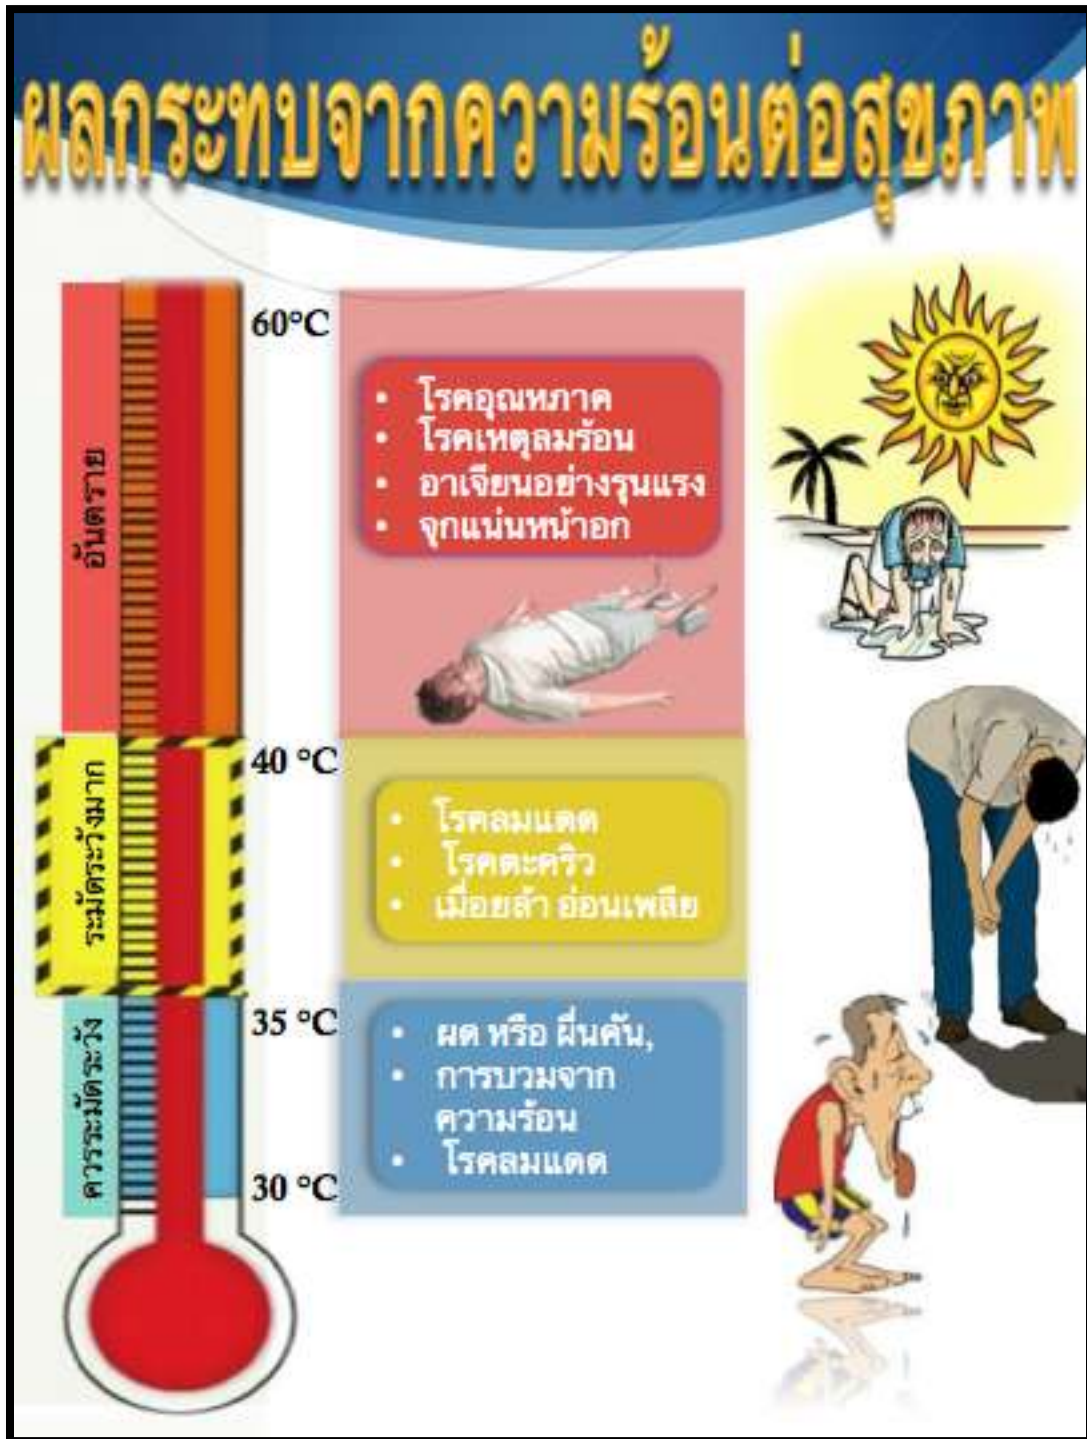 ผลกระทบจากความร้อนต่อสุขภาพ
60°C
อันตราย
• โรคอุณหภาค
• โรคเหตุลมร้อน
• อาเจียนอย่างรุนแรง
• จุกแน่นหน้าอก
40 °C
ระมัดระวังมาก
• โรคลมแดด
• โรคตะคริว
• เมื่อยล้า อ่อนเพลีย
35 °C
ควรระมัดระวัง
• ผด หรือ ผื่นคัน,
• การบวมจาก
ความร้อน
• โรคลมแดด
30 °C